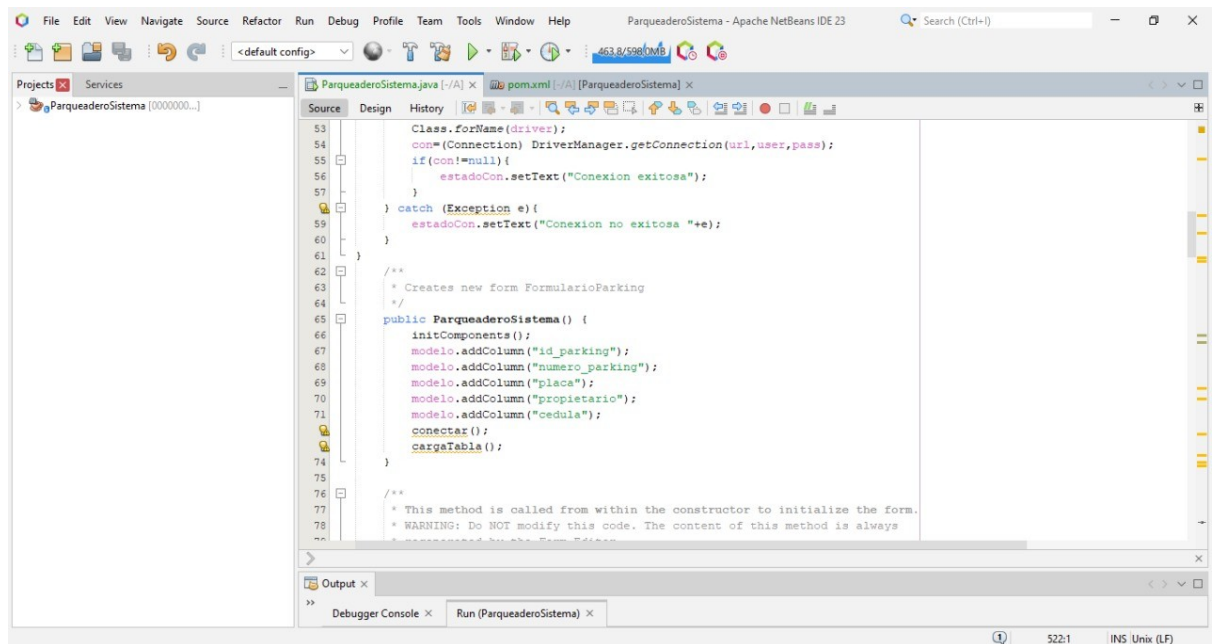 File Edit View Navigate Source Refactor Run Debug Profile Team Tools Window Help ParqueaderoSistema - Apache NetBeans IDE 23 Search (Ctrl+I)
<default config> 463,8/598,0MB
Projects Services
ParqueaderoSistema [0000000...]
ParqueaderoSistema.java [-/A] pom.xml [-/A] [ParqueaderoSistema]
Source Design History
53 Class.forName(driver);
54 con=(Connection) DriverManager.getConnection(url,user,pass);
55 if(con!=null){
56 estadoCon.setText("Conexion exitosa");
57 }
} catch (Exception e){
59 estadoCon.setText("Conexion no exitosa "+e);
60 }
61 }
62 /**
63 * Creates new form FormularioParking
64 */
65 public ParqueaderoSistema() {
66 initComponents();
67 modelo.addColumn("id_parking");
68 modelo.addColumn("numero_parking");
69 modelo.addColumn("placa");
70 modelo.addColumn("propietario");
71 modelo.addColumn("cedula");
conectar();
cargaTabla();
74 }
75
76 /**
77 * This method is called from within the constructor to initialize the form.
78 * WARNING: Do NOT modify this code. The content of this method is always
Output
Debugger Console Run (ParqueaderoSistema)
1 522:1 INS Unix (LF)